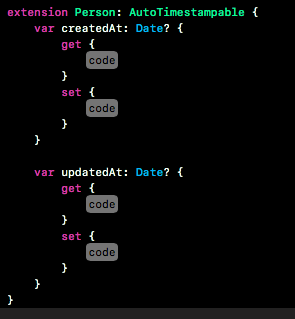 extension Person: AutoTimestampable {
    var createdAt: Date? {
        get {
            code
        }
        set {
            code
        }
    }

    var updatedAt: Date? {
        get {
            code
        }
        set {
            code
        }
    }
}